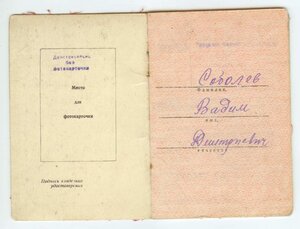 Действительно
без
фотокарточки
Место
для
фотокарточки
Подпись владельца
удостоверения
Соболев
Фамилия,
Вадим
имя,
Дмитриевич
отчество